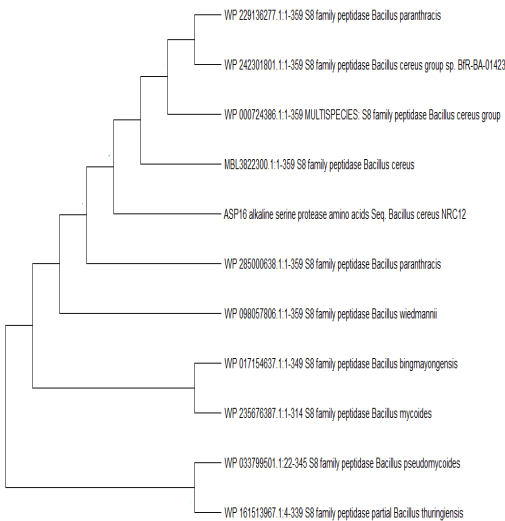 WP 229136277.1:1-359 S8 family peptidase Bacillus paranthracis
WP 242301801.1:1-359 S8 family peptidase Bacillus cereus group sp. BfR-BA-01423
WP 000724386.1:1-359 MULTISPECIES: S8 family peptidase Bacillus cereus group
MBL3822300.1:1-359 S8 family peptidase Bacillus cereus
ASP16 alkaline serine protease amino acids Seq. Bacillus cereus NRC12
WP 285000638.1:1-359 S8 family peptidase Bacillus paranthracis
WP 098057806.1:1-359 S8 family peptidase Bacillus wiedmannii
WP 017154637.1:1-349 S8 family peptidase Bacillus bingmayongensis
WP 235676387.1:1-314 S8 family peptidase Bacillus mycoides
WP 033799501.1:22-345 S8 family peptidase Bacillus pseudomycoides
WP 161513967.1:4-339 S8 family peptidase partial Bacillus thuringiensis